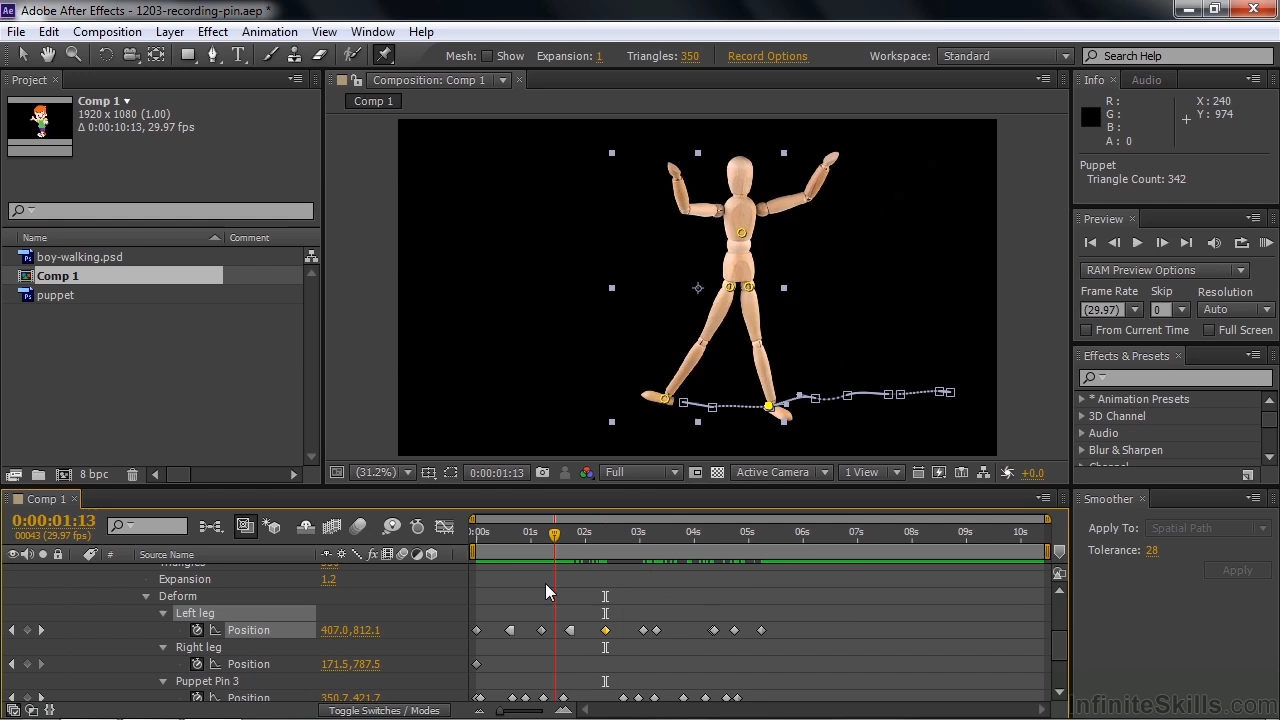 Adobe After Effects - 1203-recording-pin.aep *
File Edit Composition Layer Effect Animation View Window Help
Mesh: Show Expansion: 1 Triangles: 350 Record Options Workspace: Standard Search Help
Project Composition: Comp 1 Info Audio
Comp 1
1920 x 1080 (1.00)
Δ 0:00:10:13, 29.97 fps
Comp 1
R :
G :
B :
A : 0
X : 240
Y : 974
Puppet
Triangle Count: 342
Name Comment
boy-walking.psd
Comp 1
puppet
Preview
RAM Preview Options
Frame Rate Skip Resolution
(29.97) 0 Auto
From Current Time Full Screen
Effects & Presets
* Animation Presets
3D Channel
Audio
Blur & Sharpen
8 bpc (31.2%) 0:00:01:13 Full Active Camera 1 View +0.0
Comp 1 Smoother
0:00:01:13
00043 (29.97 fps)
:00s 01s 02s 03s 04s 05s 06s 07s 08s 09s 10s
Apply To: Spatial Path
Tolerance: 28
Apply
# Source Name fx
Triangles 350
Expansion 1.2
Deform
Left leg
Position 407.0,812.1
Right leg
Position 171.5,787.5
Puppet Pin 3
Position 350.7,421.7
Toggle Switches / Modes
InfiniteSkills.com